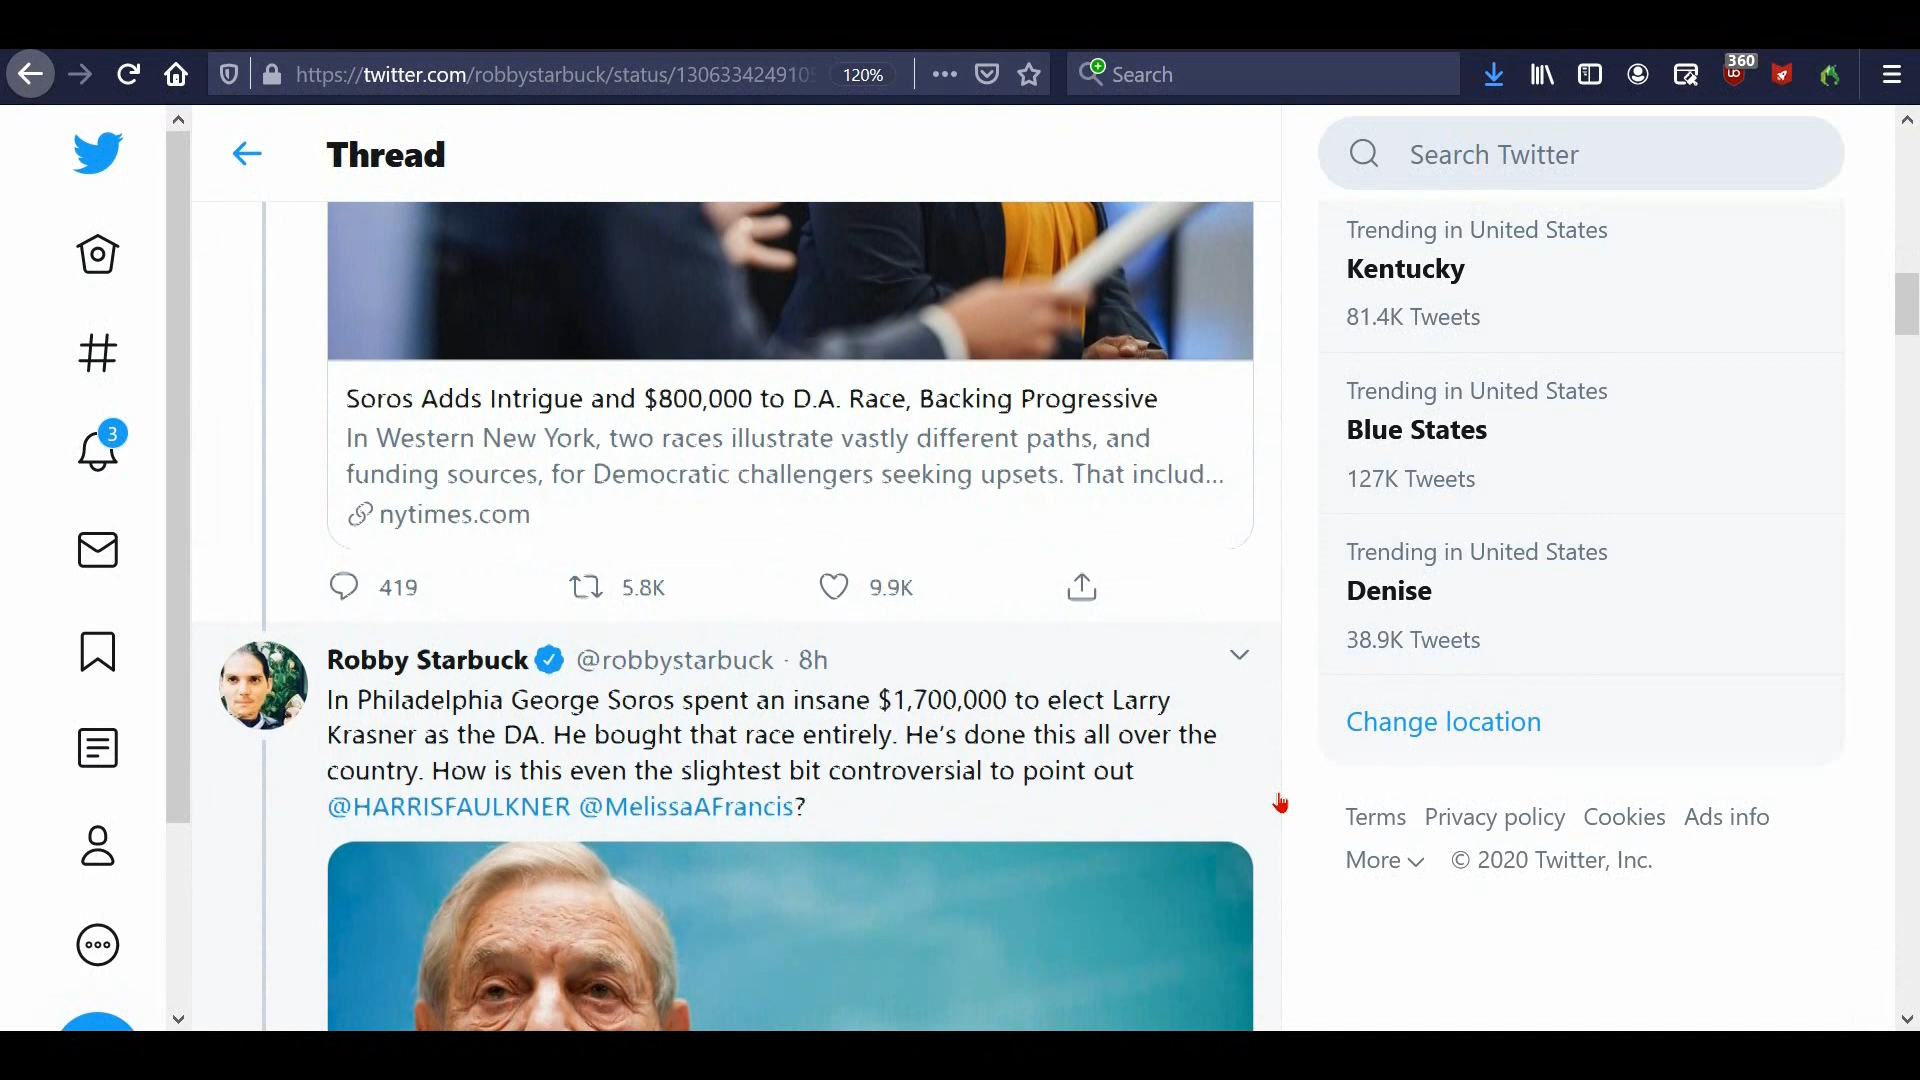 https://twitter.com/robbystarbuck/status/130633424910
120%
Search
360
Thread
Search Twitter
3
Soros Adds Intrigue and $800,000 to D.A. Race, Backing Progressive
In Western New York, two races illustrate vastly different paths, and
funding sources, for Democratic challengers seeking upsets. That includ...
nytimes.com
419
5.8K
9.9K
Robby Starbuck @robbystarbuck · 8h
In Philadelphia George Soros spent an insane $1,700,000 to elect Larry
Krasner as the DA. He bought that race entirely. He’s done this all over the
country. How is this even the slightest bit controversial to point out
@HARRISFAULKNER @MelissaAFrancis?
Trending in United States
Kentucky
81.4K Tweets
Trending in United States
Blue States
127K Tweets
Trending in United States
Denise
38.9K Tweets
Change location
Terms Privacy policy Cookies Ads info
More © 2020 Twitter, Inc.